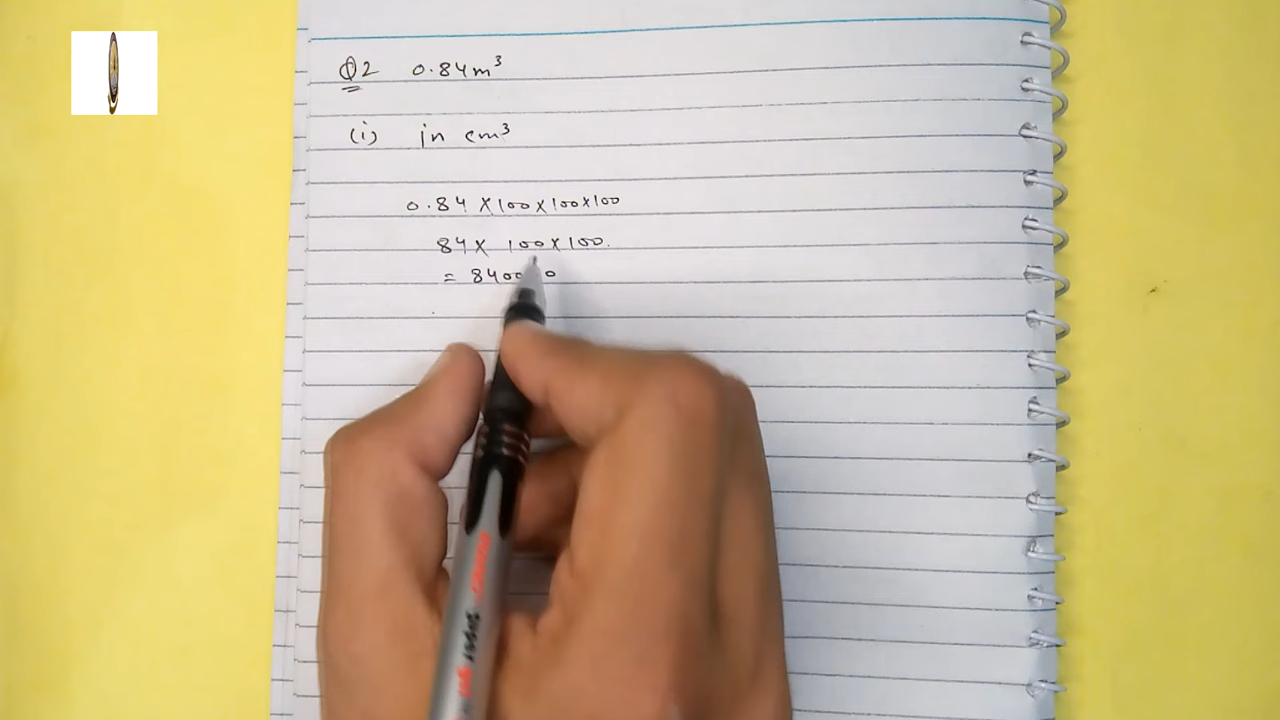 Q2 0.84m³
(i) in cm³
0.84 × 100 × 100 × 100
84 × 100 × 100.